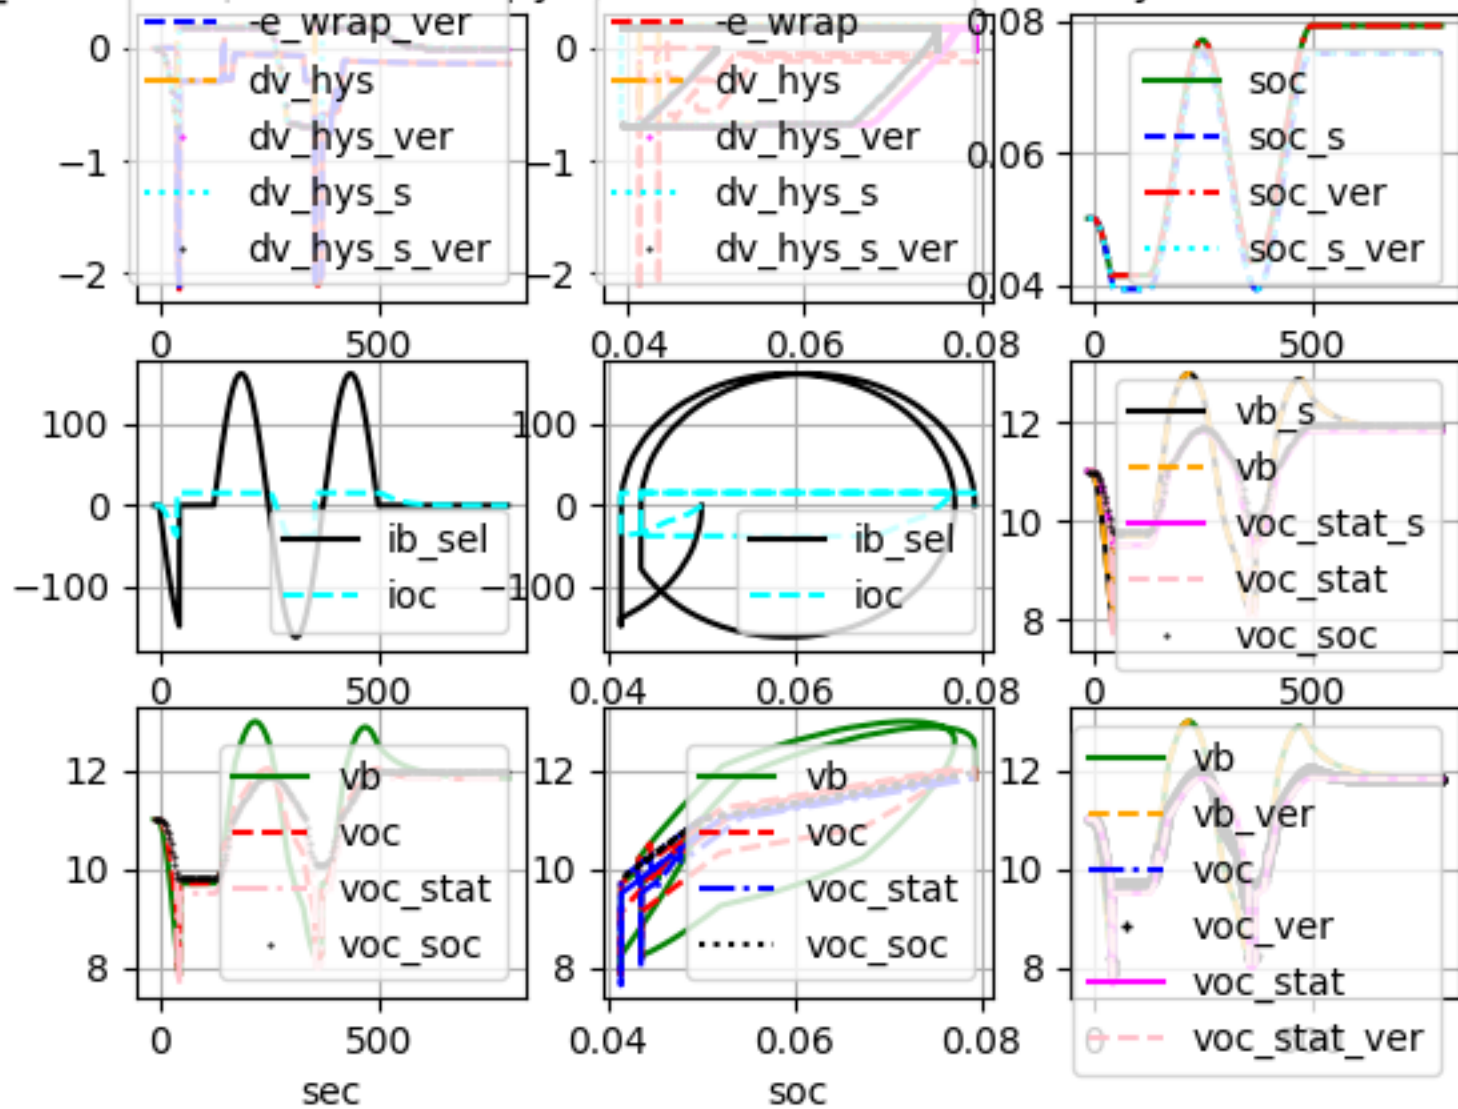 -e_wrap_ver
dv_hys
dv_hys_ver
dv_hys_s
dv_hys_s_ver
0
−1
−2
0
500
-e_wrap
dv_hys
dv_hys_ver
dv_hys_s
dv_hys_s_ver
0
−1
−2
0.04
0.06
0.08
soc
soc_s
soc_ver
soc_s_ver
0.08
0.06
0.04
0
500
ib_sel
ioc
100
0
−100
0
500
ib_sel
ioc
100
0
−100
0.04
0.06
0.08
vb_s
vb
voc_stat_s
voc_stat
voc_soc
12
10
8
0
500
vb
voc
voc_stat
voc_soc
12
10
8
0
500
sec
vb
voc
voc_stat
voc_soc
12
10
8
0.04
0.06
0.08
soc
vb
vb_ver
voc
voc_ver
voc_stat
voc_stat_ver
12
10
8
0